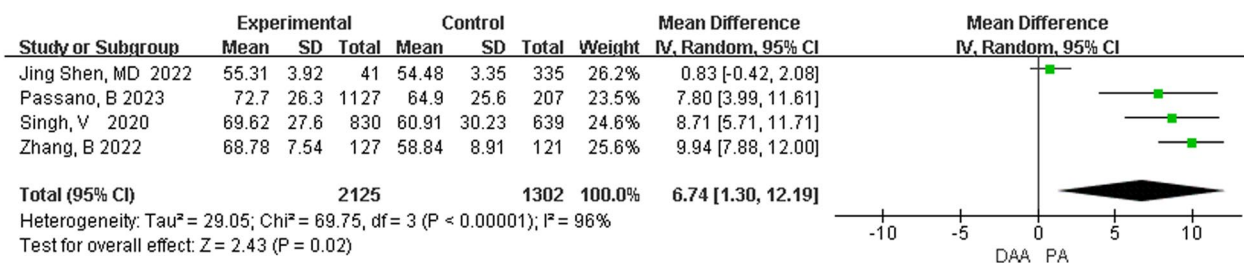 Experimental Control Mean Difference Mean Difference
Study or Subgroup Mean SD Total Mean SD Total Weight IV, Random, 95% CI IV, Random, 95% CI
Jing Shen, MD 2022 55.31 3.92 41 54.48 3.35 335 26.2% 0.83 [-0.42, 2.08]
Passano, B 2023 72.7 26.3 1127 64.9 25.6 207 23.5% 7.80 [3.99, 11.61]
Singh, V 2020 69.62 27.6 830 60.91 30.23 639 24.6% 8.71 [5.71, 11.71]
Zhang, B 2022 68.78 7.54 127 58.84 8.91 121 25.6% 9.94 [7.88, 12.00]
Total (95% CI) 2125 1302 100.0% 6.74 [1.30, 12.19]
Heterogeneity: Tau² = 29.05; Chi² = 69.75, df = 3 (P < 0.00001); I² = 96%
Test for overall effect: Z = 2.43 (P = 0.02)
-10 -5 0 5 10
DAA PA